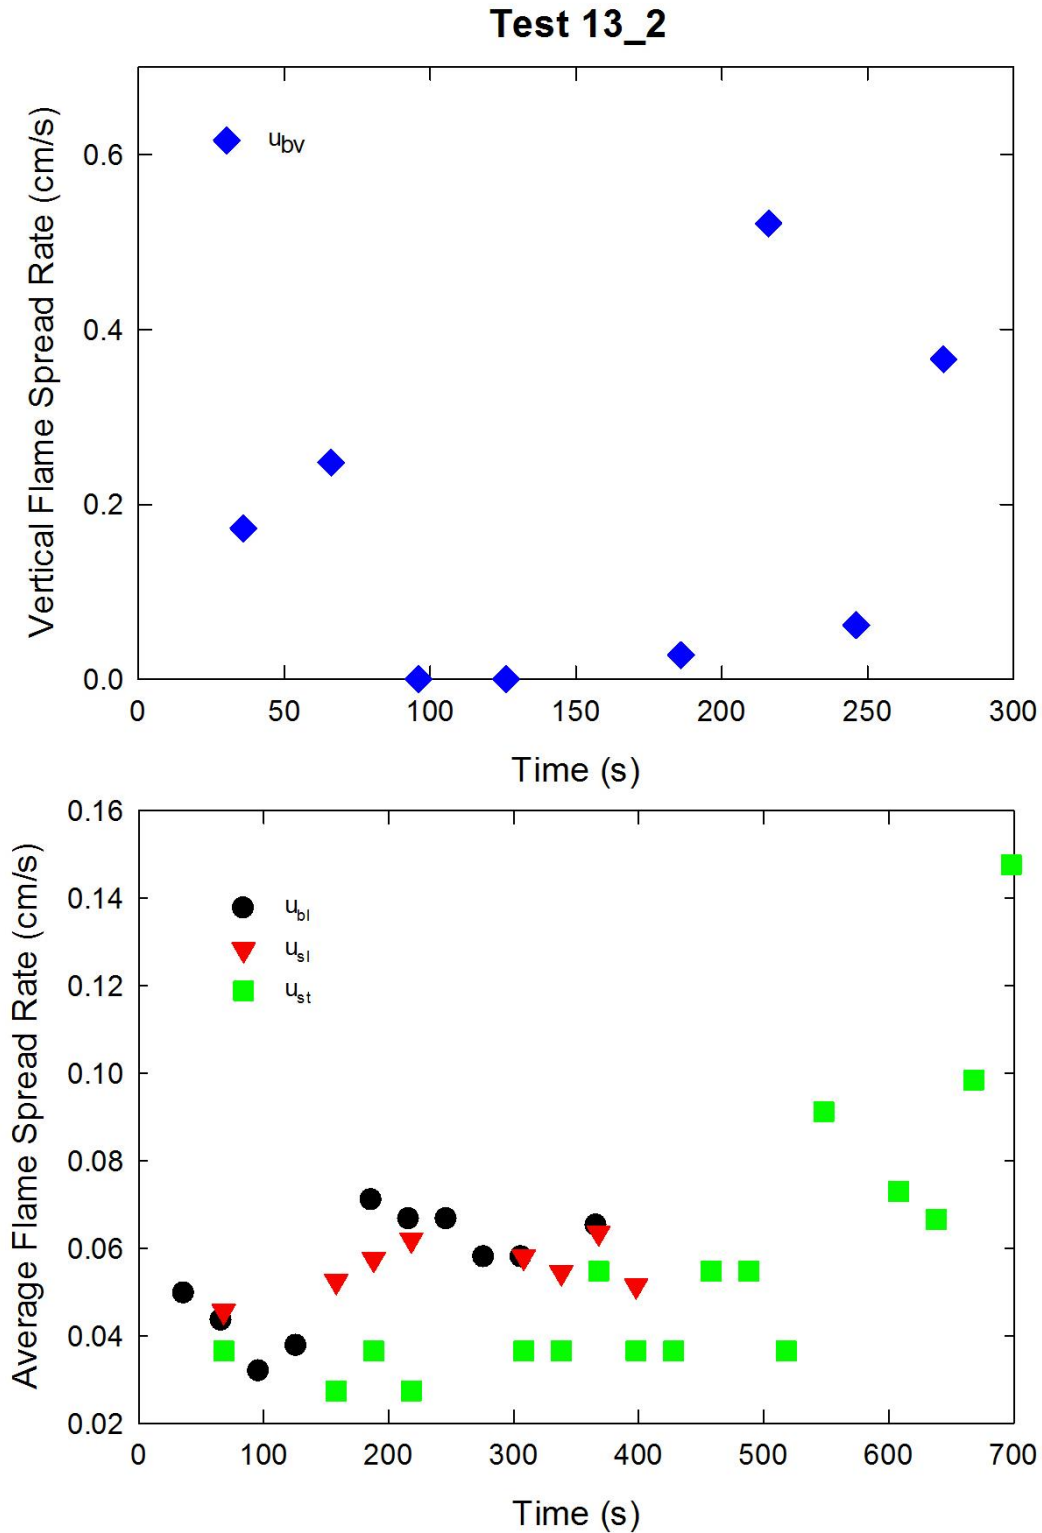 Test 13_2
Vertical Flame Spread Rate (cm/s)
0.6
0.4
0.2
0.0
u_bv
0 50 100 150 200 250 300
Time (s)
Average Flame Spread Rate (cm/s)
0.16
0.14
0.12
0.10
0.08
0.06
0.04
0.02
u_bl
u_sl
u_st
0 100 200 300 400 500 600 700
Time (s)